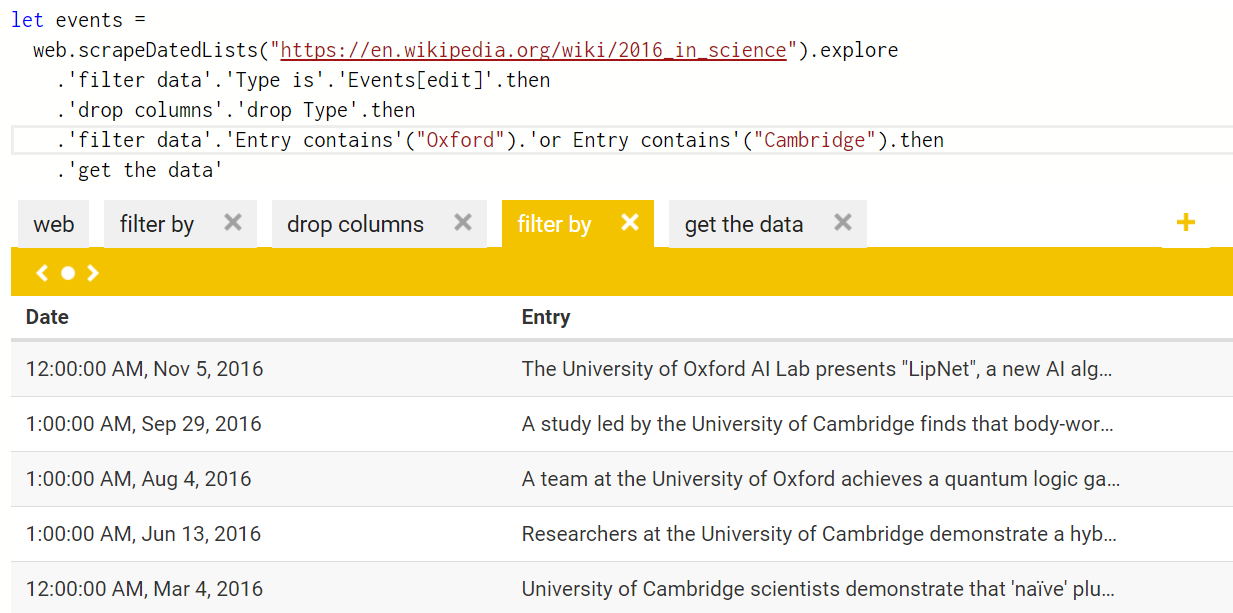 let events =
web.scrapeDatedLists("https://en.wikipedia.org/wiki/2016_in_science").explore
.'filter data'.'Type is'.'Events[edit]'.then
.'drop columns'.'drop Type'.then
.'filter data'.'Entry contains'("Oxford").'or Entry contains'("Cambridge").then
.'get the data'
web filter by × drop columns × filter by × get the data × +
Date Entry
12:00:00 AM, Nov 5, 2016 The University of Oxford AI Lab presents "LipNet", a new AI alg...
1:00:00 AM, Sep 29, 2016 A study led by the University of Cambridge finds that body-wor...
1:00:00 AM, Aug 4, 2016 A team at the University of Oxford achieves a quantum logic ga...
1:00:00 AM, Jun 13, 2016 Researchers at the University of Cambridge demonstrate a hyb...
12:00:00 AM, Mar 4, 2016 University of Cambridge scientists demonstrate that 'naïve' plu...